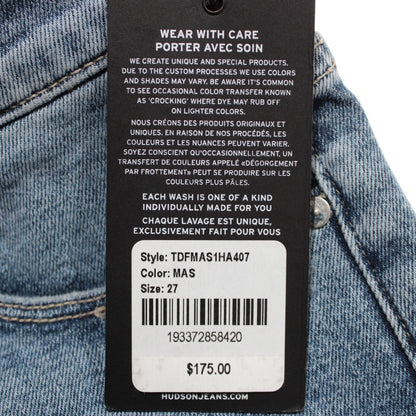 WEAR WITH CARE
PORTER AVEC SOIN
WE CREATE UNIQUE AND SPECIAL PRODUCTS.
DUE TO THE CUSTOM PROCESSES WE USE COLORS
AND SHADES MAY VARY. BE AWARE IT'S COMMON
TO SEE OCCASIONAL COLOR TRANSFER KNOWN
AS 'CROCKING' WHERE DYE MAY RUB OFF
ON LIGHTER COLORS.
NOUS CRÉONS DES PRODUITS ORIGINAUX ET
UNIQUES. EN RAISON DE NOS PROCÉDÉS, LES
COULEURS ET LES NUANCES PEUVENT VARIER.
SOYEZ CONSCIENT QU'OCCASIONNELLEMENT, UN
TRANSFERT DE COULEURS APPELÉ «DÉGORGEMENT
PAR FROTTEMENT» PEUT SE PRODUIRE SUR LES
COULEURS PLUS PÂLES.
EACH WASH IS ONE OF A KIND
INDIVIDUALLY MADE FOR YOU
CHAQUE LAVAGE EST UNIQUE,
EXCLUSIVEMENT FAIT POUR VOUS
Style: TDFMAS1HA407
Color: MAS
Size: 27
193372858420
$175.00
HUDSONJEANS.COM